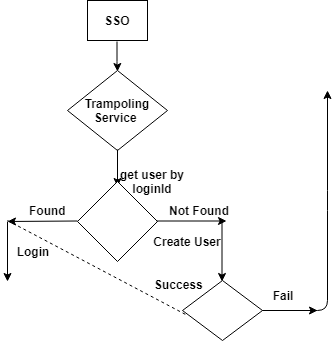 SSO
Trampoling
Service
get user by
loginId
Found
Not Found
Create User
Login
Success
Fail